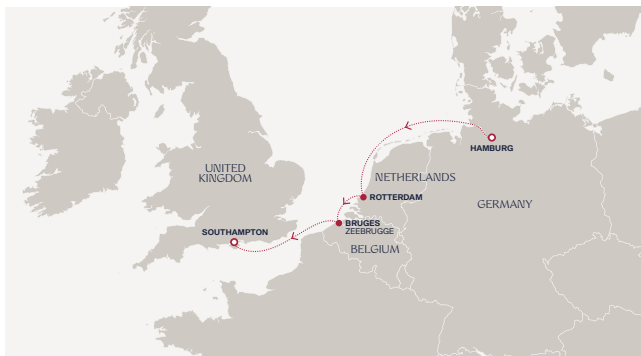 HAMBURG
UNITED
KINGDOM
NETHERLANDS
ROTTERDAM
GERMANY
BRUGES
ZEEBRUGGE
SOUTHAMPTON
BELGIUM